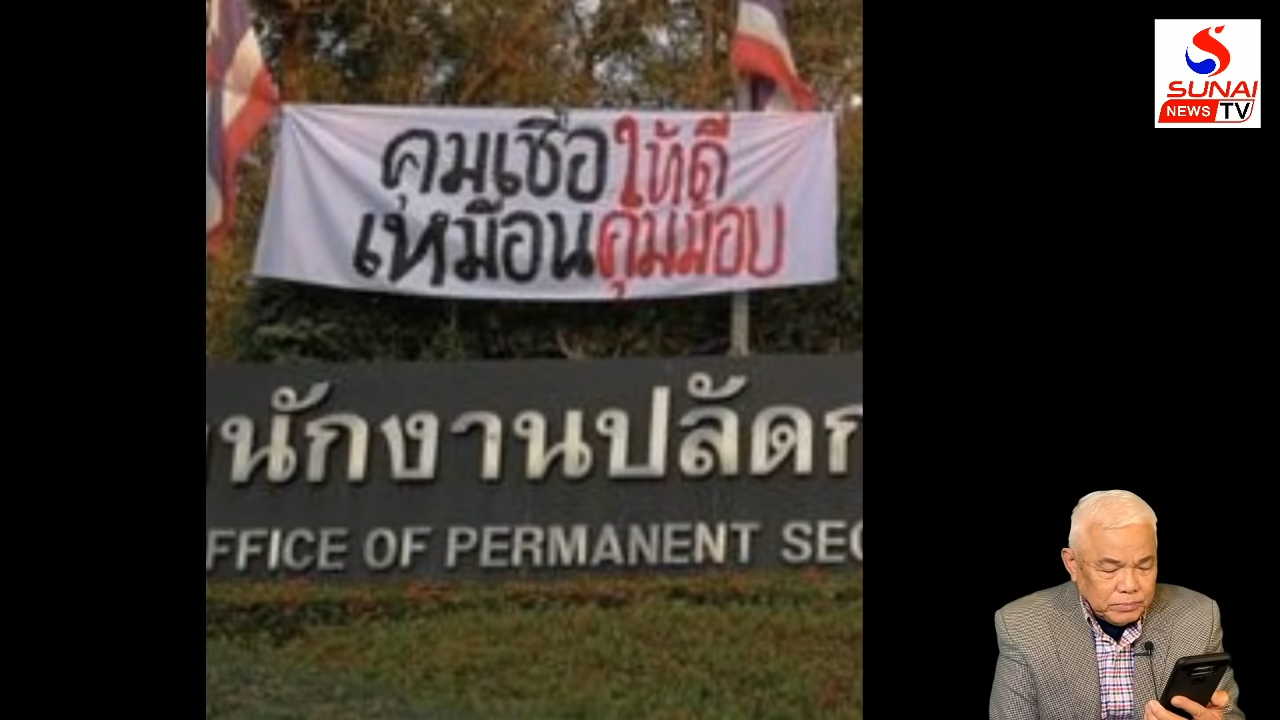 คุมเชื้อให้ดี
เหมือนคุมม็อบ
นักงานปลัดก
FFICE OF PERMANENT SEC
SUNAI
NEWS TV